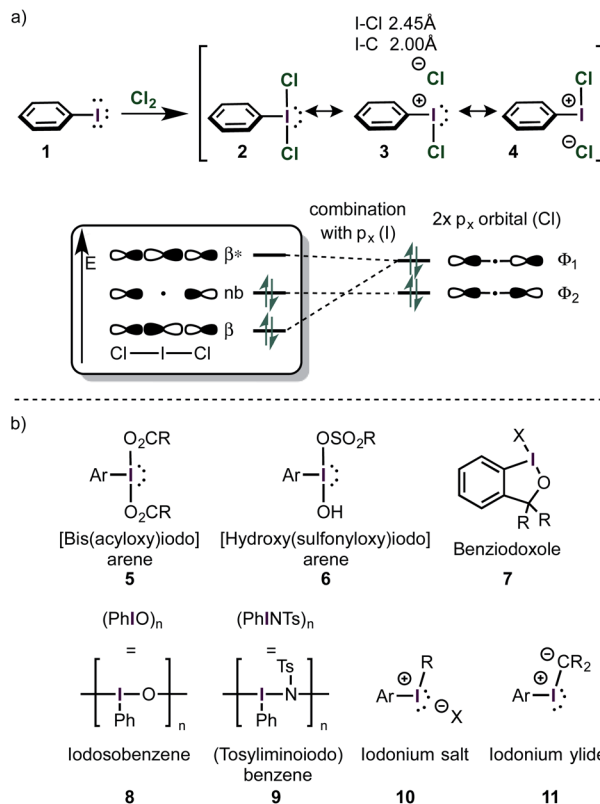 a)
I-Cl 2.45Å
I-C 2.00Å
Cl₂
Cl
Cl
Cl
Cl
Cl
Cl
I
I
I
I
⊕
⊖
⊕
⊖
1
2
3
4
combination
with pₓ (I)
2x pₓ orbital (Cl)
E
β*
nb
β
Cl—I—Cl
Φ₁
Φ₂
b)
O₂CR
Ar-I
O₂CR
[Bis(acyloxy)iodo]
arene
5
OSO₂R
Ar-I
OH
[Hydroxy(sulfonyloxy)iodo]
arene
6
X
I
O
R R
Benziodoxole
7
(PhIO)ₙ
=
I—O
Ph
n
Iodosobenzene
8
(PhINTs)ₙ
=
Ts
I—N
Ph
n
(Tosyliminoiodo)
benzene
9
⊕ R
Ar-I
⊖
X
Iodonium salt
10
⊖
⊕ CR₂
Ar-I
Iodonium ylide
11